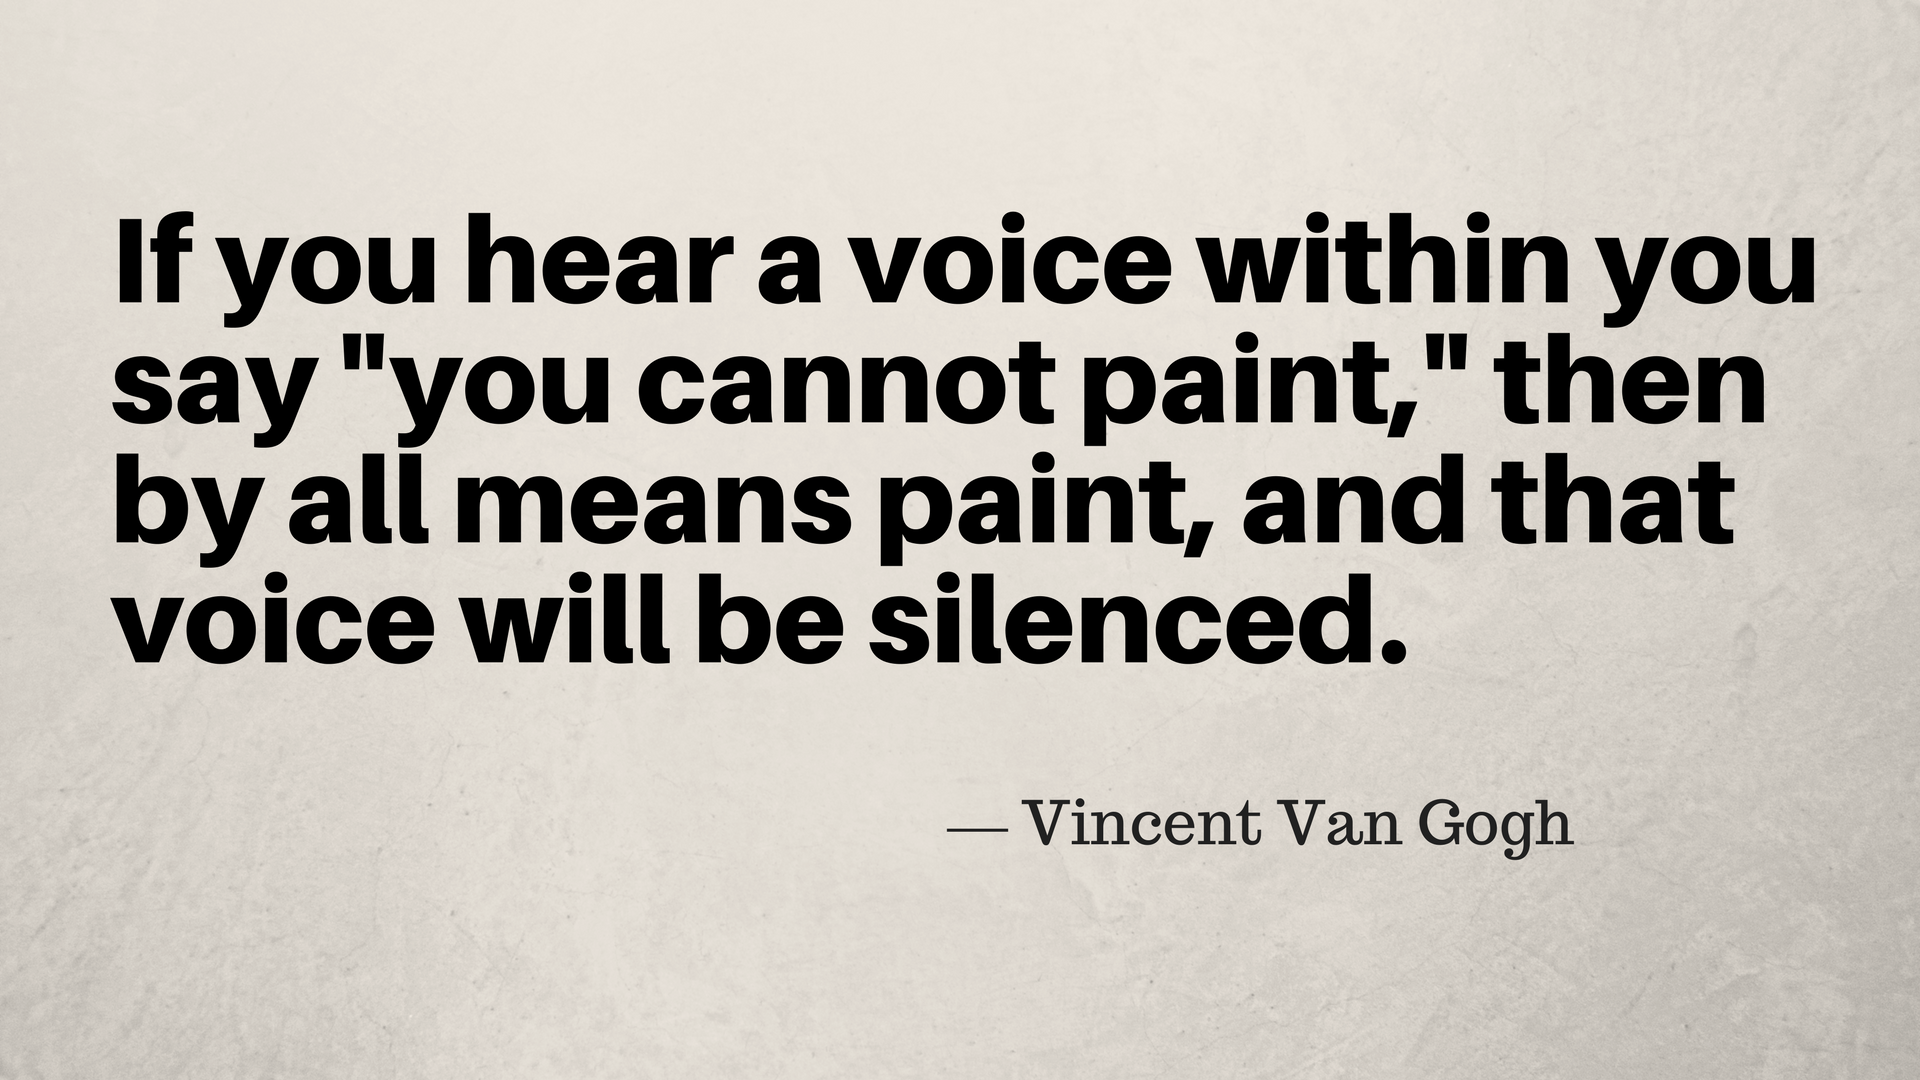 If you hear a voice within you
say "you cannot paint," then
by all means paint, and that
voice will be silenced.
— Vincent Van Gogh